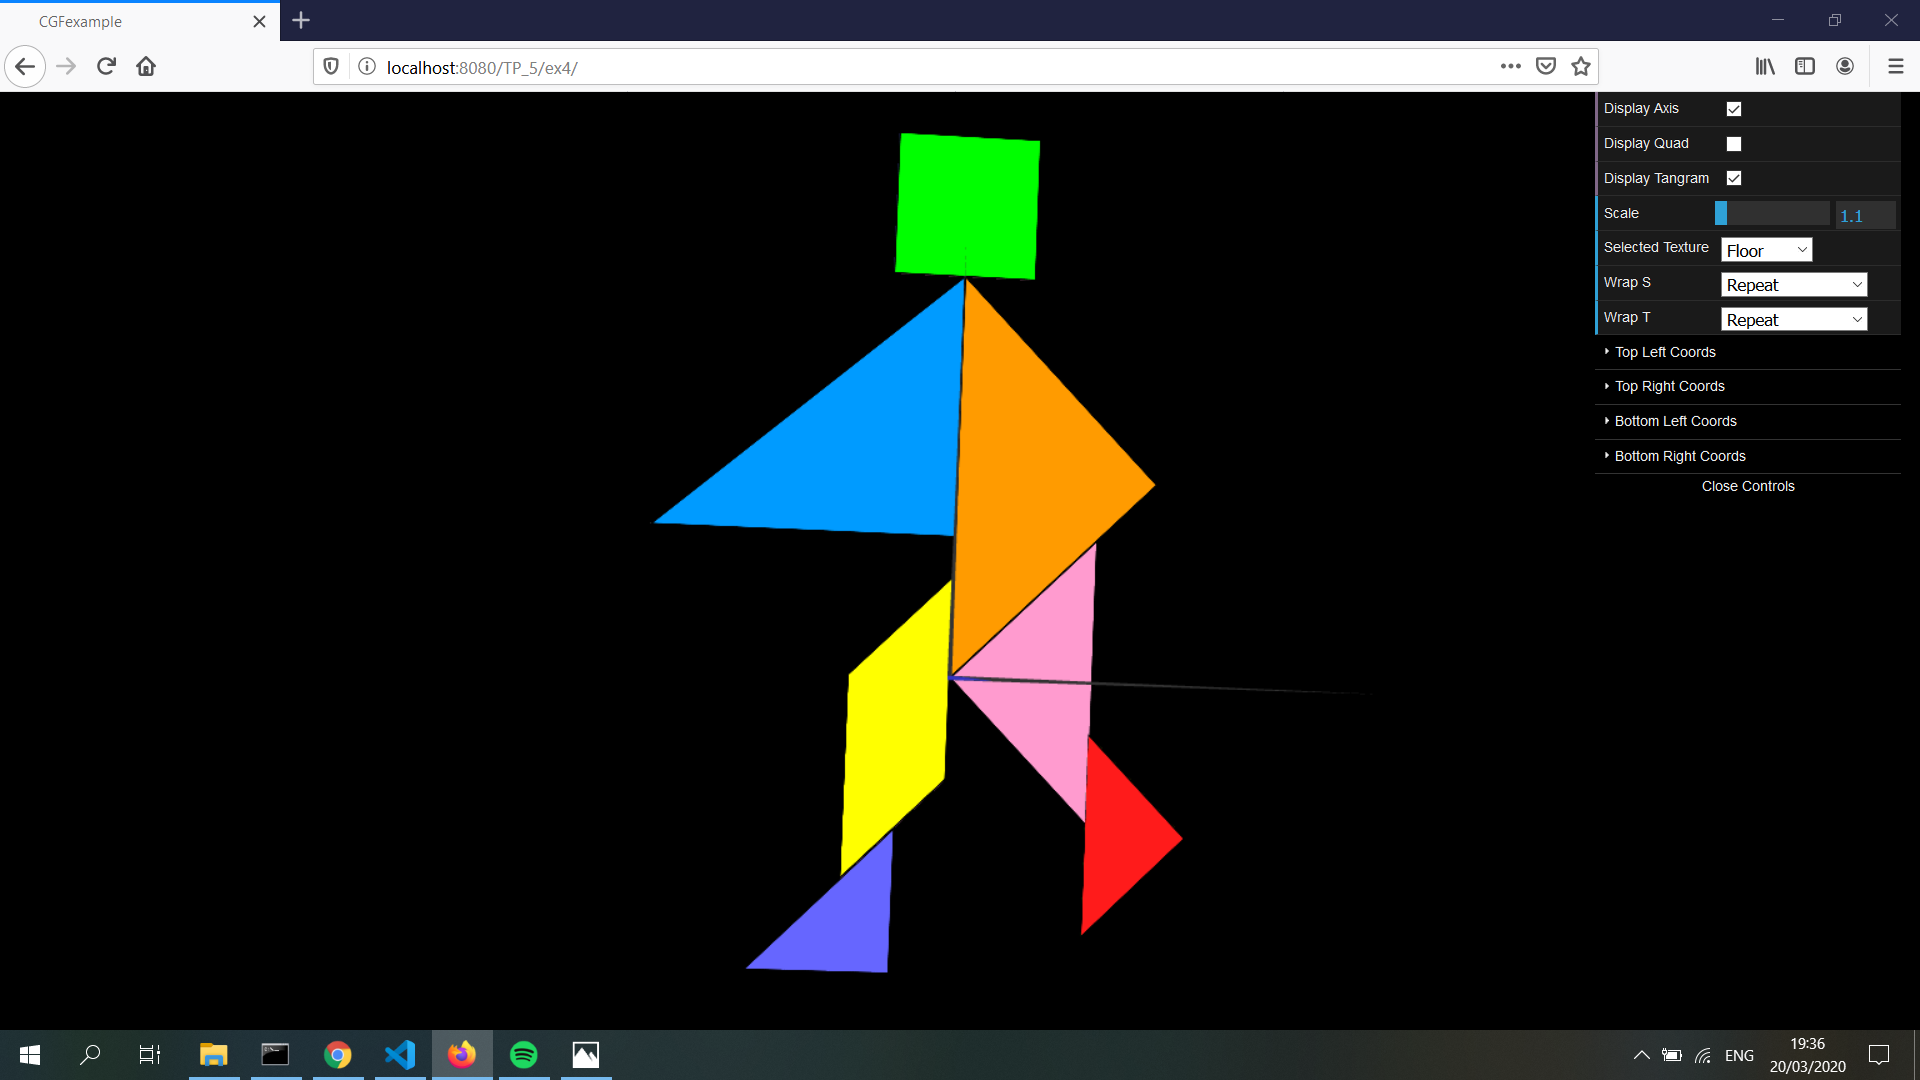 CGFexample
localhost:8080/TP_5/ex4/
Display Axis
Display Quad
Display Tangram
Scale 1.1
Selected Texture Floor
Wrap S Repeat
Wrap T Repeat
Top Left Coords
Top Right Coords
Bottom Left Coords
Bottom Right Coords
Close Controls
ENG
19:36
20/03/2020